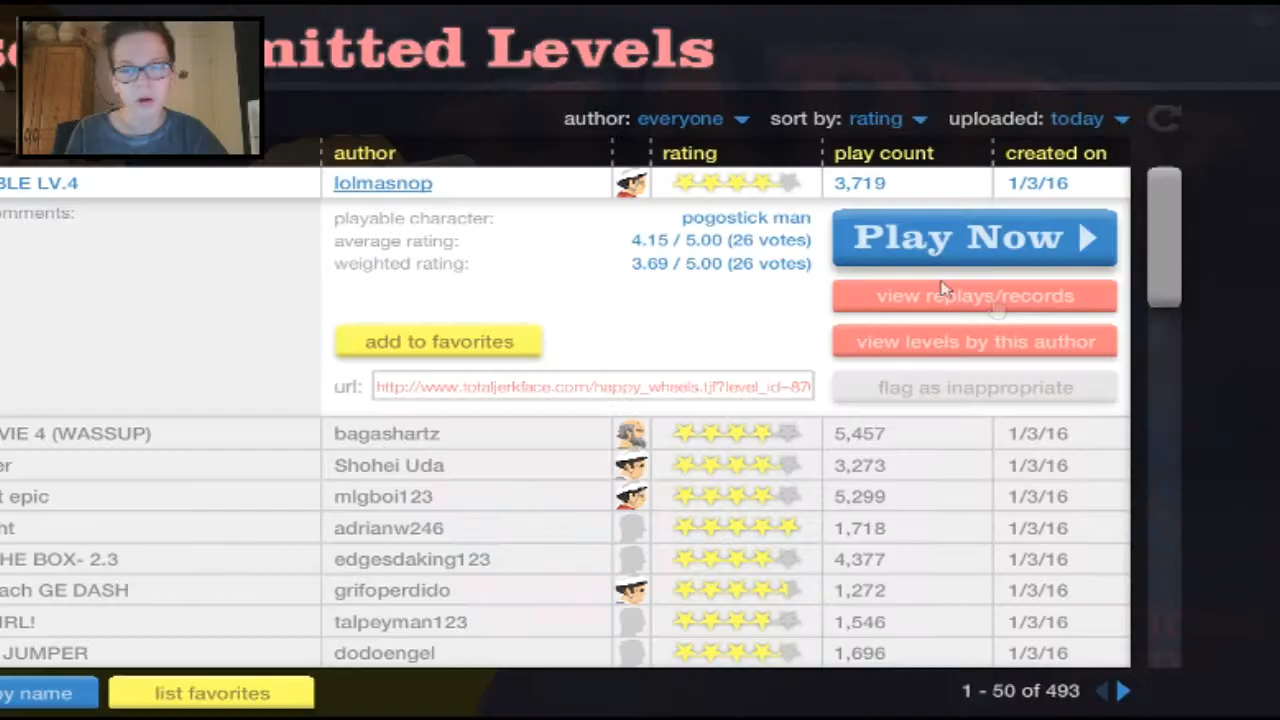 mitted Levels
author: everyone sort by: rating uploaded: today
author rating play count created on
BLE LV.4 lolmasnop 3,719 1/3/16
mments:
playable character: pogostick man
average rating: 4.15 / 5.00 (26 votes)
weighted rating: 3.69 / 5.00 (26 votes)
Play Now
view replays/records
add to favorites
view levels by this author
url: http://www.totaljerkface.com/happy_wheels.tjf?level_id=87
flag as inappropriate
VIE 4 (WASSUP) bagashartz 5,457 1/3/16
er Shohei Uda 3,273 1/3/16
t epic mlgboi123 5,299 1/3/16
ht adrianw246 1,718 1/3/16
HE BOX- 2.3 edgesdaking123 4,377 1/3/16
ach GE DASH grifoperdido 1,272 1/3/16
IRL! talpeyman123 1,546 1/3/16
JUMPER dodoengel 1,696 1/3/16
by name list favorites 1 - 50 of 493